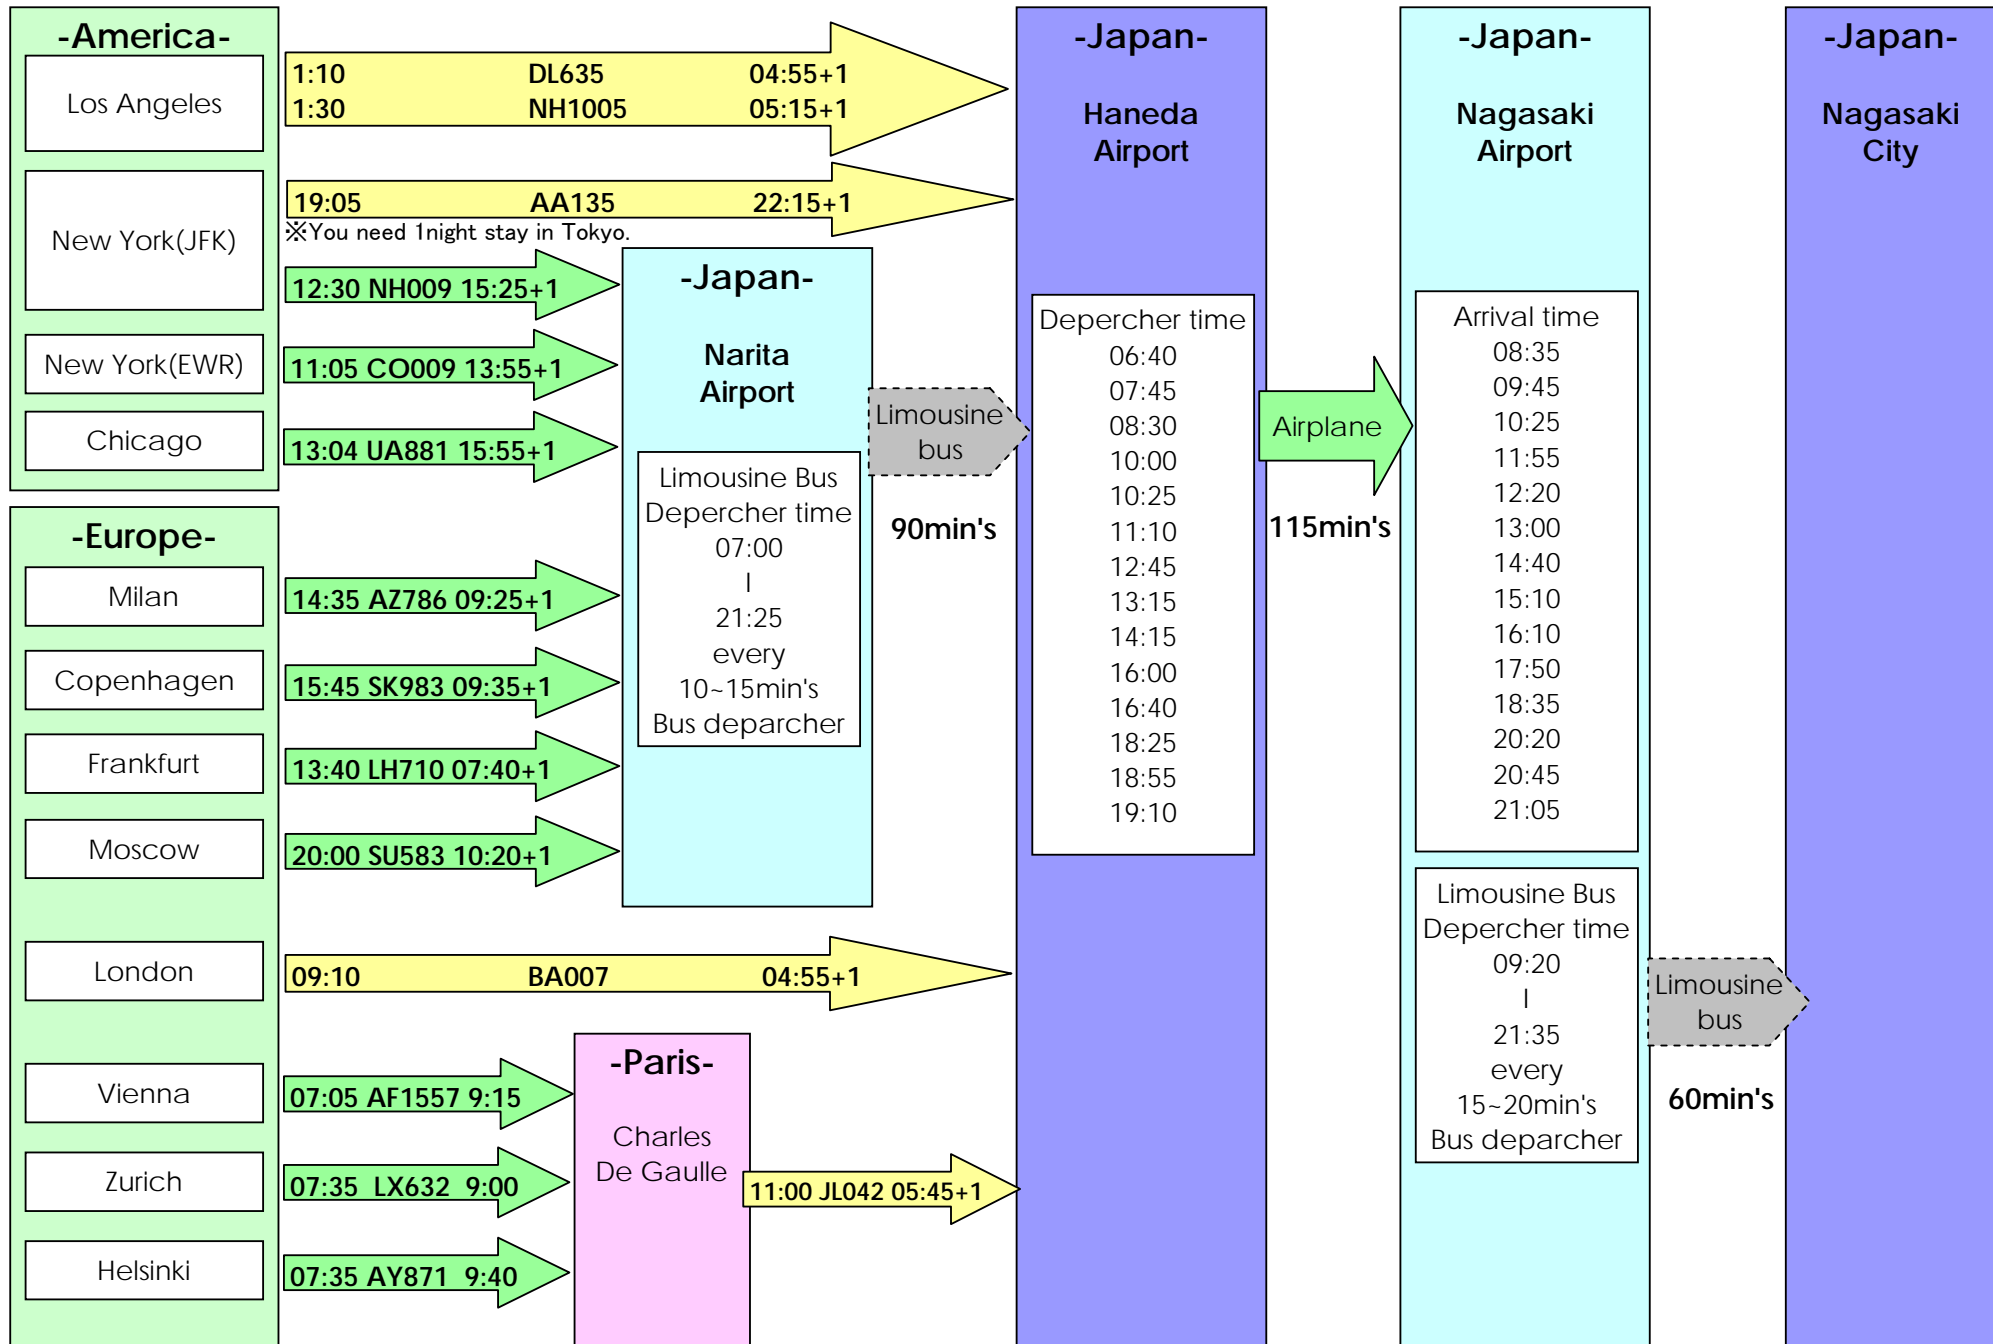 -America-
Los Angeles
1:10 DL635 04:55+1
1:30 NH1005 05:15+1
New York(JFK)
19:05 AA135 22:15+1
※You need 1night stay in Tokyo.
12:30 NH009 15:25+1
New York(EWR)
11:05 CO009 13:55+1
Chicago
13:04 UA881 15:55+1
-Europe-
Milan
14:35 AZ786 09:25+1
Copenhagen
15:45 SK983 09:35+1
Frankfurt
13:40 LH710 07:40+1
Moscow
20:00 SU583 10:20+1
London
09:10 BA007 04:55+1
Vienna
07:05 AF1557 9:15
Zurich
07:35 LX632 9:00
Helsinki
07:35 AY871 9:40
-Paris-
Charles
De Gaulle
11:00 JL042 05:45+1
-Japan-
Narita
Airport
Limousine Bus
Depercher time
07:00
I
21:25
every
10~15min's
Bus deparcher
Limousine
bus
90min's
-Japan-
Haneda
Airport
Depercher time
06:40
07:45
08:30
10:00
10:25
11:10
12:45
13:15
14:15
16:00
16:40
18:25
18:55
19:10
Airplane
115min's
-Japan-
Nagasaki
Airport
Arrival time
08:35
09:45
10:25
11:55
12:20
13:00
14:40
15:10
16:10
17:50
18:35
20:20
20:45
21:05
Limousine Bus
Depercher time
09:20
I
21:35
every
15~20min's
Bus deparcher
Limousine
bus
60min's
-Japan-
Nagasaki
City